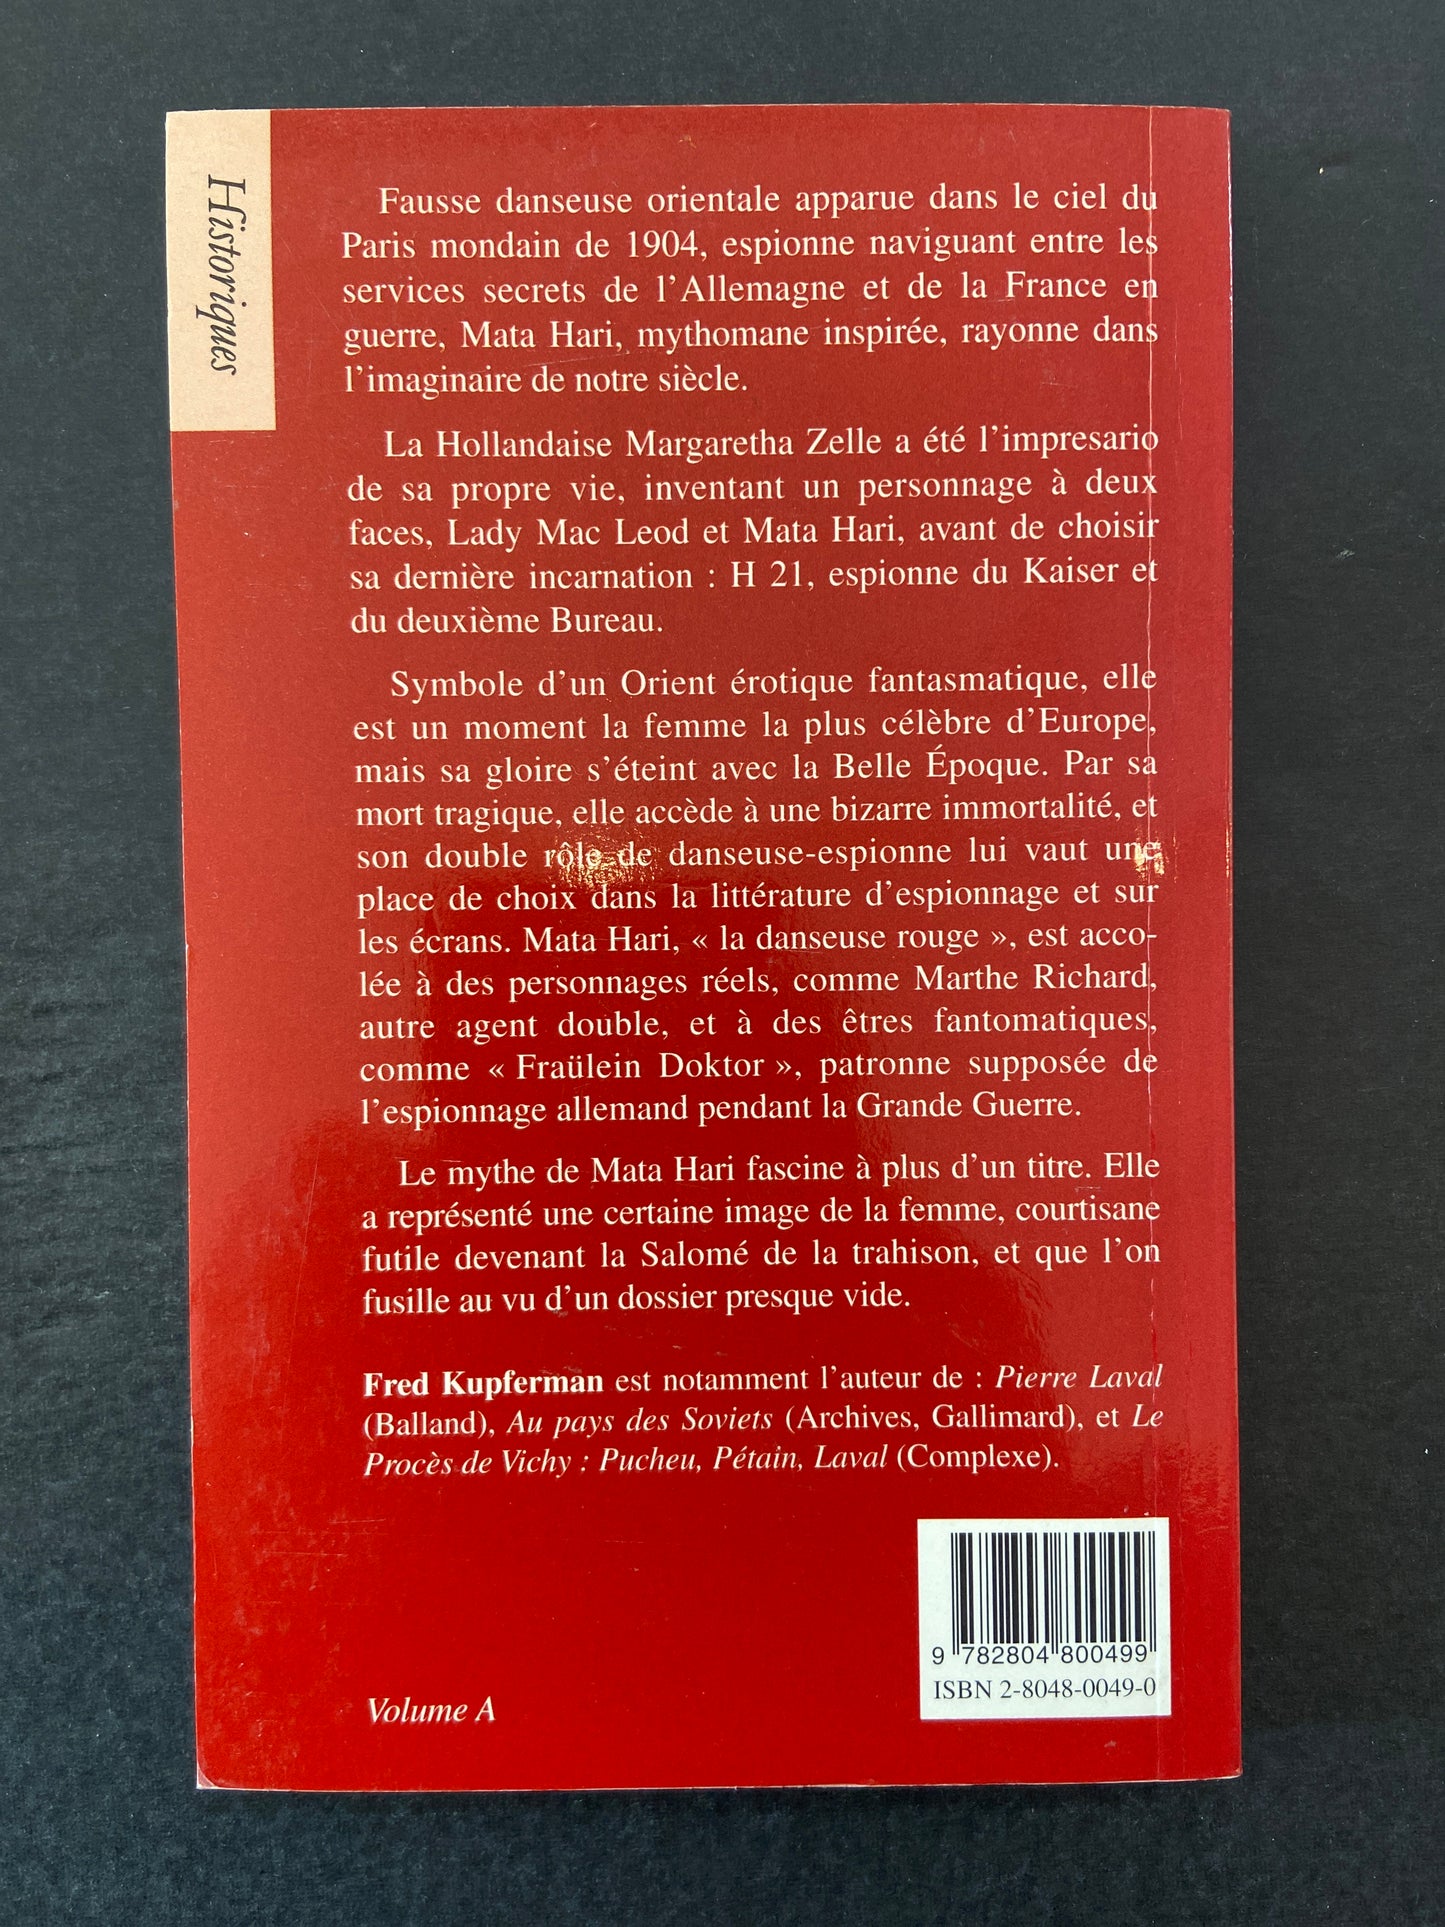 Historiques
Fausse danseuse orientale apparue dans le ciel du
Paris mondain de 1904, espionne naviguant entre les
services secrets de l'Allemagne et de la France en
guerre, Mata Hari, mythomane inspirée, rayonne dans
l'imaginaire de notre siècle.
La Hollandaise Margaretha Zelle a été l'impresario
de sa propre vie, inventant un personnage à deux
faces, Lady Mac Leod et Mata Hari, avant de choisir
sa dernière incarnation : H 21, espionne du Kaiser et
du deuxième Bureau.
Symbole d'un Orient érotique fantasmatique, elle
est un moment la femme la plus célèbre d'Europe,
mais sa gloire s'éteint avec la Belle Époque. Par sa
mort tragique, elle accède à une bizarre immortalité, et
son double rôle de danseuse-espionne lui vaut une
place de choix dans la littérature d'espionnage et sur
les écrans. Mata Hari, « la danseuse rouge », est acco-
lée à des personnages réels, comme Marthe Richard,
autre agent double, et à des êtres fantomatiques,
comme « Fraülein Doktor », patronne supposée de
l'espionnage allemand pendant la Grande Guerre.
Le mythe de Mata Hari fascine à plus d'un titre. Elle
a représenté une certaine image de la femme, courtisane
futile devenant la Salomé de la trahison, et que l'on
fusille au vu d'un dossier presque vide.
Fred Kupferman est notamment l'auteur de : Pierre Laval
(Balland), Au pays des Soviets (Archives, Gallimard), et Le
Procès de Vichy : Pucheu, Pétain, Laval (Complexe).
9 782804 800499
ISBN 2-8048-0049-0
Volume A